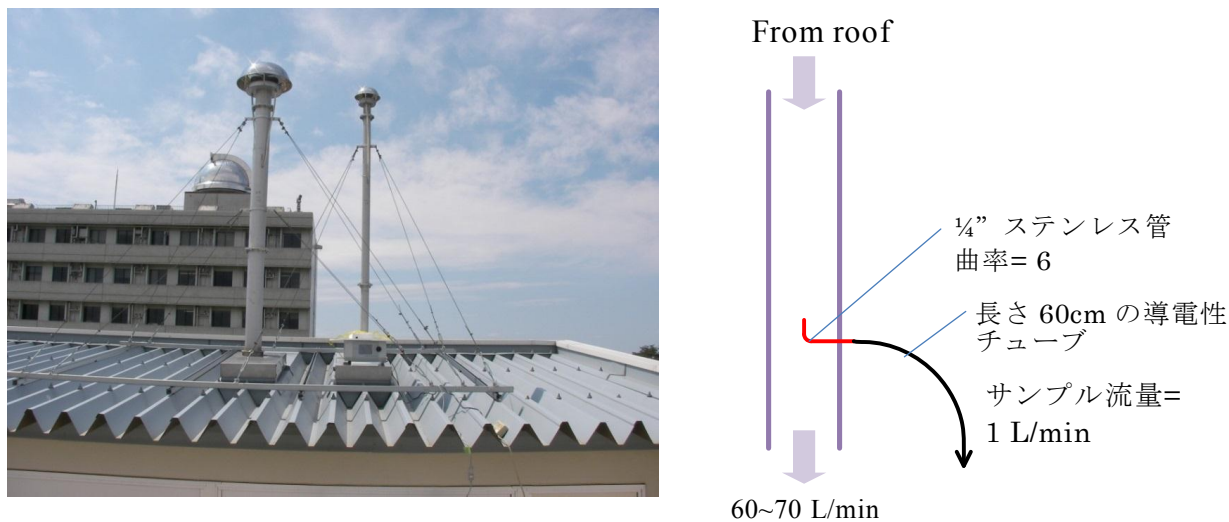 From roof
¼” ステンレス管
曲率= 6
長さ 60cm の導電性
チューブ
サンプル流量=
1 L/min
60~70 L/min